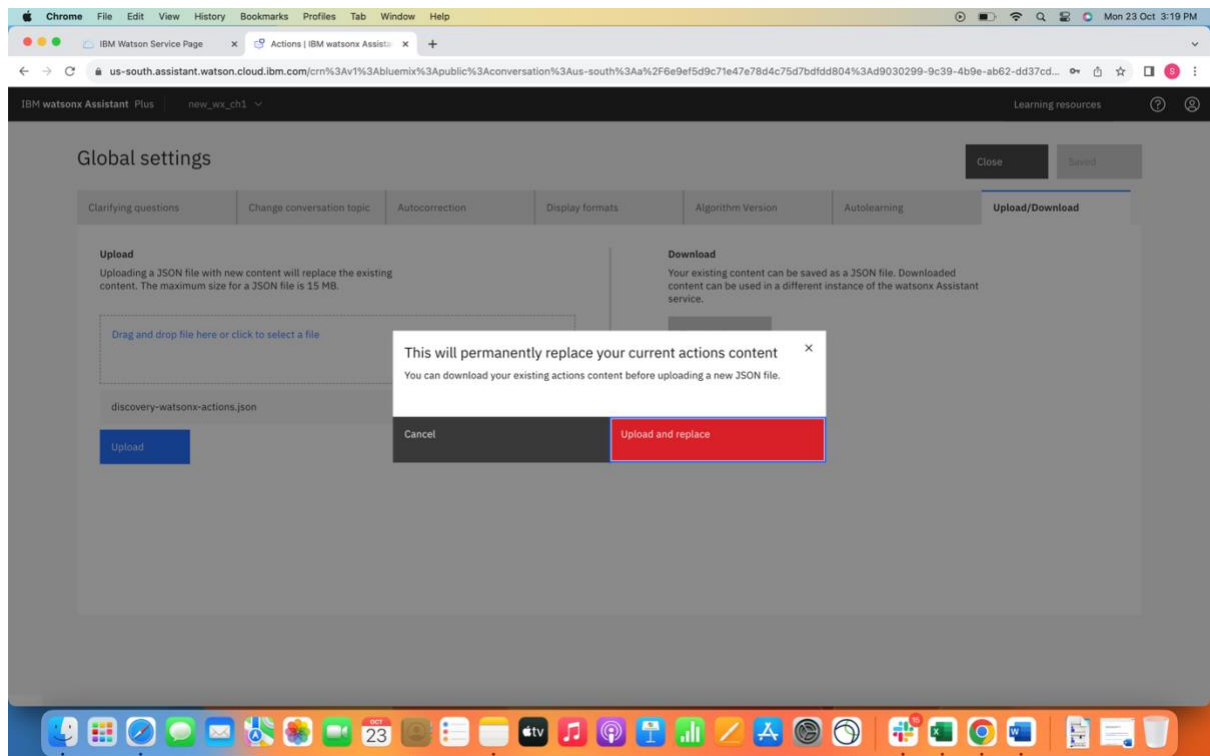 Chrome File Edit View History Bookmarks Profiles Tab Window Help Mon 23 Oct 3:19 PM
IBM Watson Service Page Actions | IBM watsonx Assista
us-south.assistant.watson.cloud.ibm.com/crn%3Av1%3Abluemix%3Apublic%3Aconversation%3Aus-south%3Aa%2F6e9ef5d9c71e47e78d4c75d7bdfdd804%3Ad9030299-9c39-4b9e-ab62-dd37cd... S
IBM watsonx Assistant Plus new_wx_ch1 Learning resources
Global settings
Close Saved
Clarifying questions Change conversation topic Autocorrection Display formats Algorithm Version Autolearning Upload/Download
Upload
Uploading a JSON file with new content will replace the existing
content. The maximum size for a JSON file is 15 MB.
Download
Your existing content can be saved as a JSON file. Downloaded
content can be used in a different instance of the watsonx Assistant
service.
Drag and drop file here or click to select a file
This will permanently replace your current actions content
You can download your existing actions content before uploading a new JSON file.
discovery-watsonx-actions.json
Cancel Upload and replace
Upload
OCT
23
tv